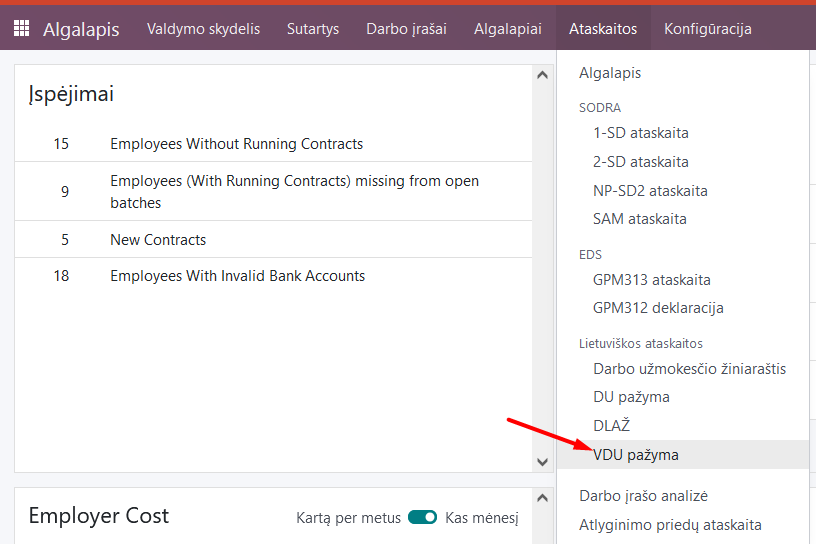 Algalapis
Valdymo skydelis
Sutartys
Darbo įrašai
Algalapiai
Ataskaitos
Konfigūracija
Įspėjimai
15 Employees Without Running Contracts
9 Employees (With Running Contracts) missing from open
batches
5 New Contracts
18 Employees With Invalid Bank Accounts
Employer Cost
Kartą per metus
Kas mėnesį
Algalapis
SODRA
1-SD ataskaita
2-SD ataskaita
NP-SD2 ataskaita
SAM ataskaita
EDS
GPM313 ataskaita
GPM312 deklaracija
Lietuviškos ataskaitos
Darbo užmokesčio žiniaraštis
DU pažyma
DLAŽ
VDU pažyma
Darbo įrašo analizė
Atlyginimo priedų ataskaita